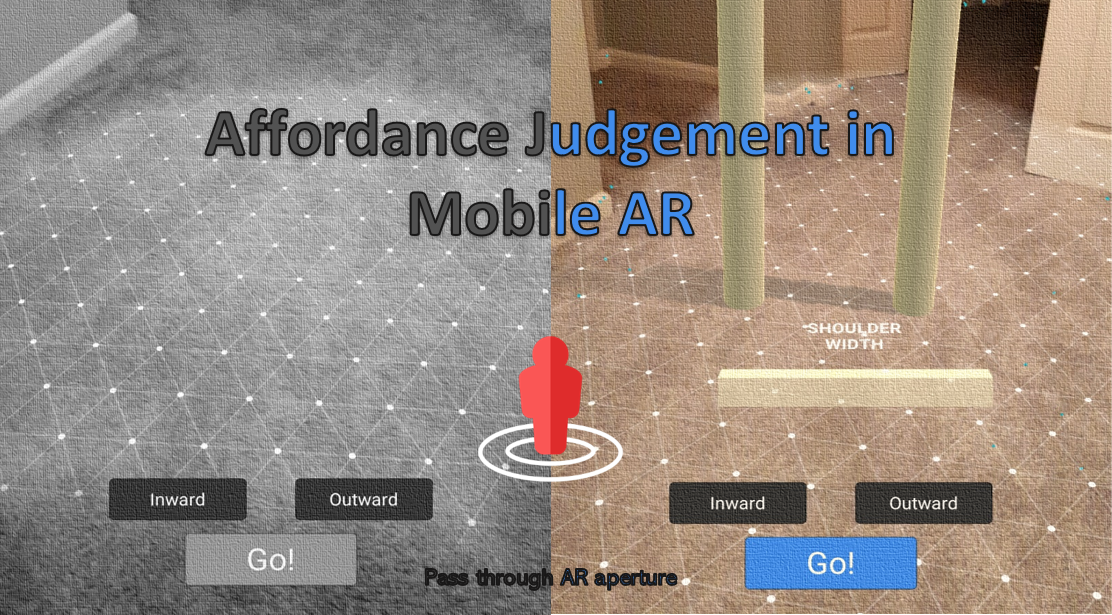 Affordance Judgement in
Mobile AR
SHOULDER
WIDTH
Inward
Outward
Inward
Outward
Go!
Go!
Pass through AR aperture